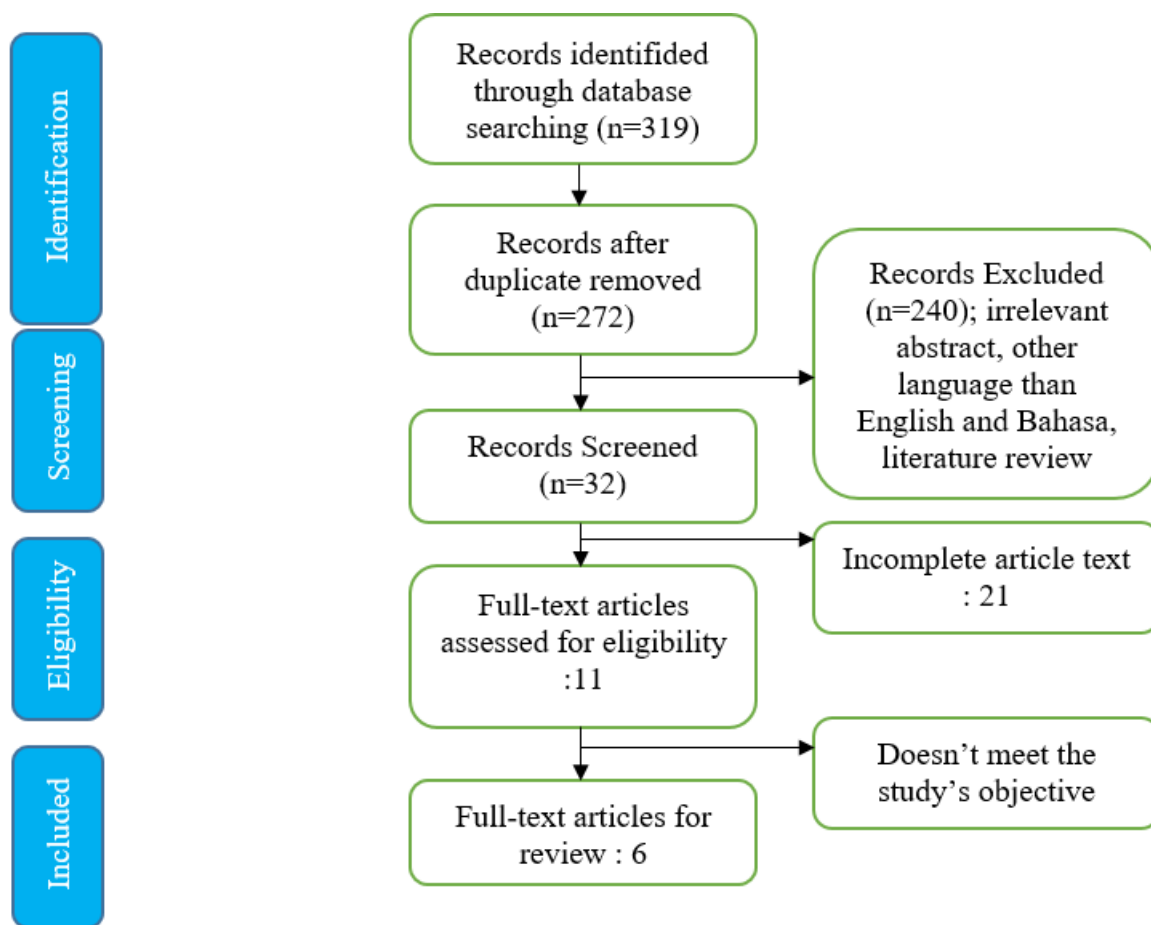 Identification
Records identifided
through database
searching (n=319)
Records after
duplicate removed
(n=272)
Records Excluded
(n=240); irrelevant
abstract, other
language than
English and Bahasa,
literature review
Screening
Records Screened
(n=32)
Eligibility
Incomplete article text
: 21
Full-text articles
assessed for eligibility
:11
Included
Doesn’t meet the
study’s objective
Full-text articles for
review : 6